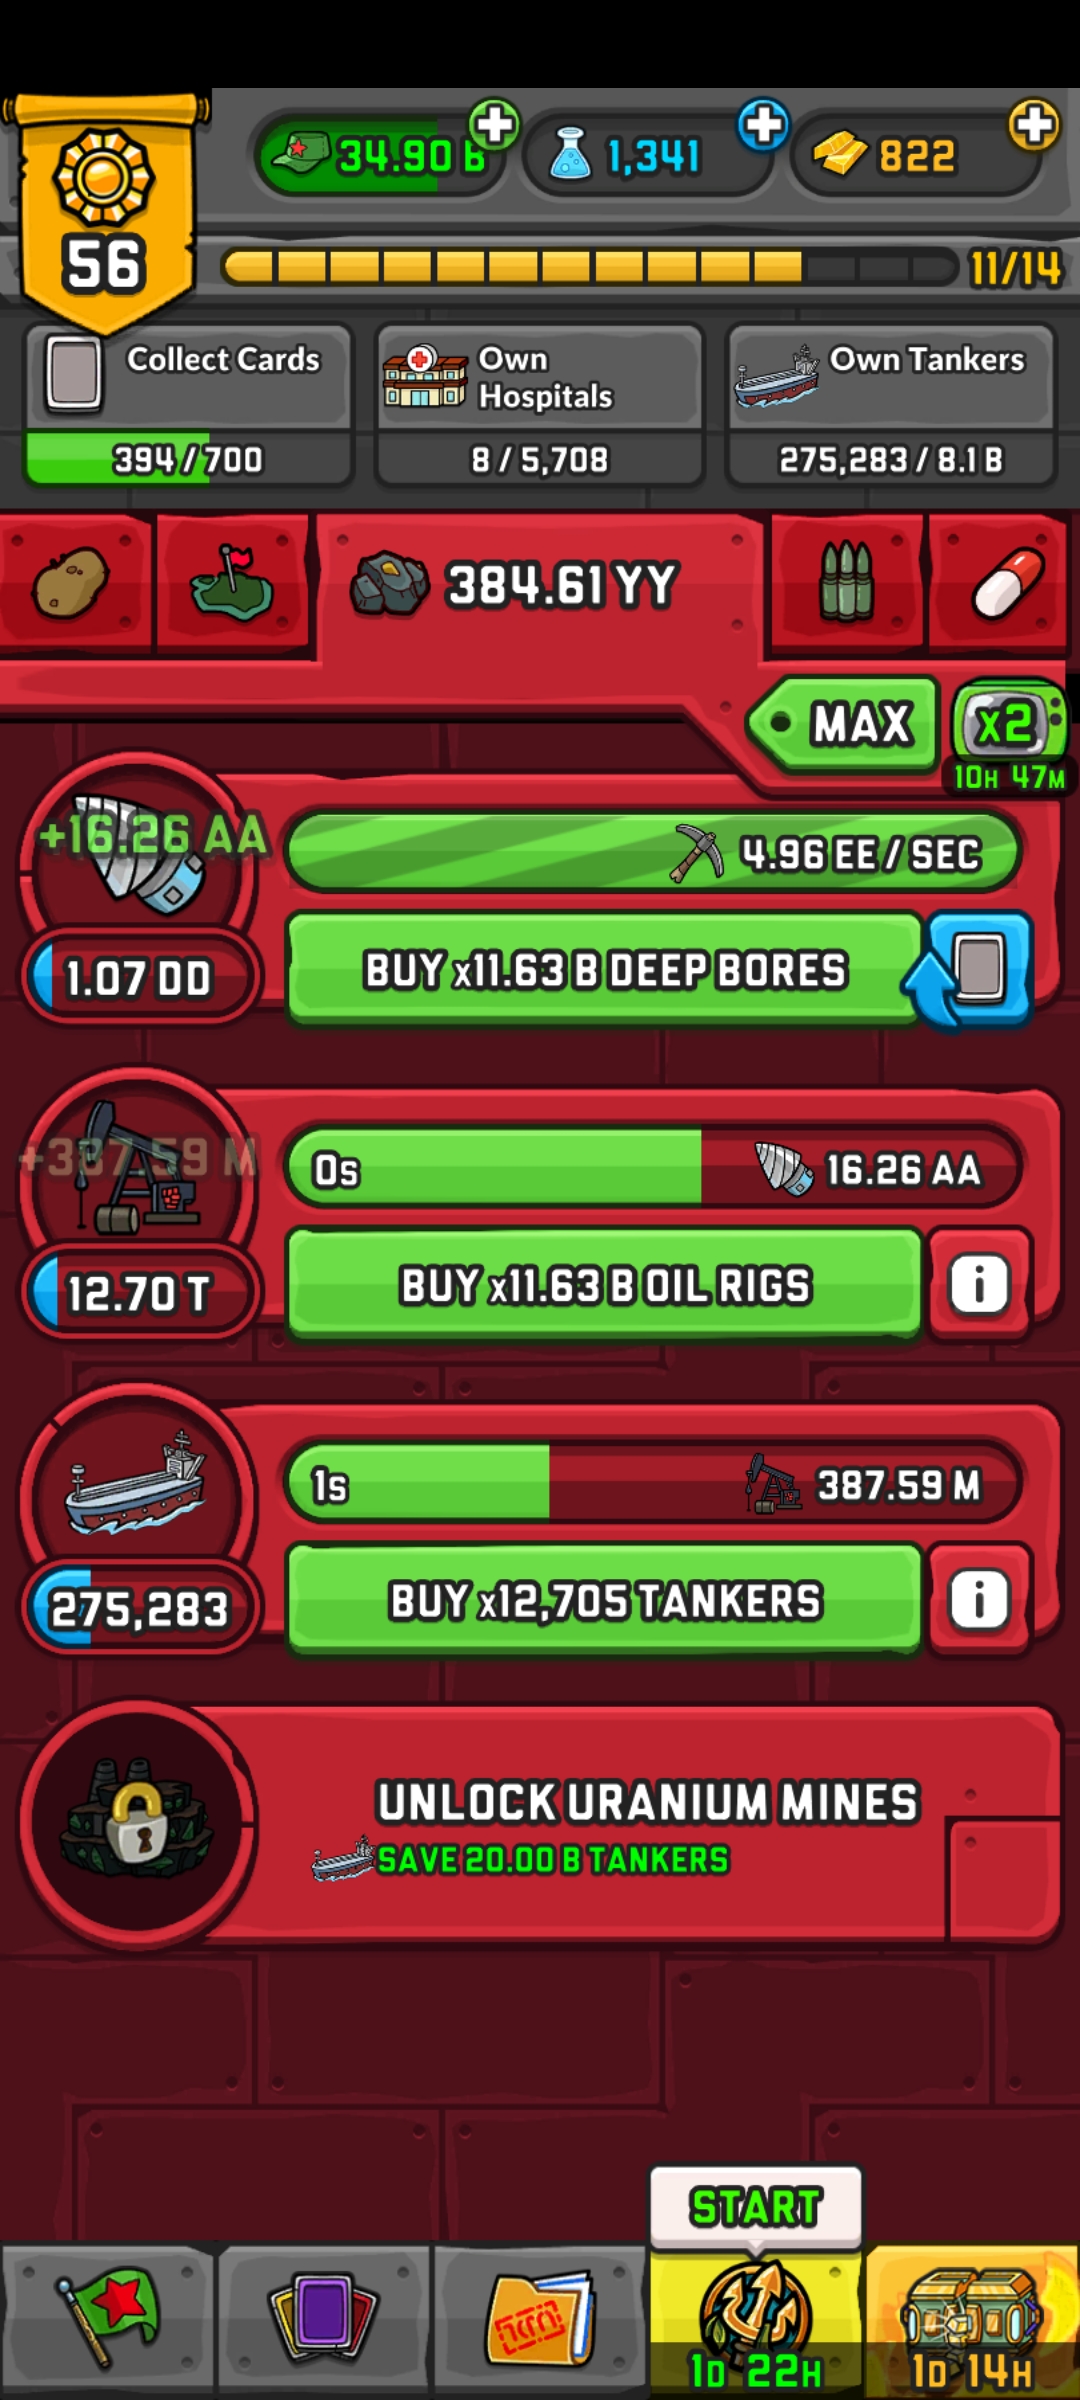 56
34.90 B
1,341
822
11/14
Collect Cards
394/700
Own
Hospitals
8/5,708
Own Tankers
275,283/8.1 B
384.61 YY
MAX
x2
10H 47M
+16.26 AA
4.96 EE / SEC
1.07 DD
BUY x11.63 B DEEP BORES
+387.59 M
0s
16.26 AA
12.70 T
BUY x11.63 B OIL RIGS
i
1s
387.59 M
275,283
BUY x12,705 TANKERS
i
UNLOCK URANIUM MINES
SAVE 20.00 B TANKERS
START
1D 22H
1D 14H